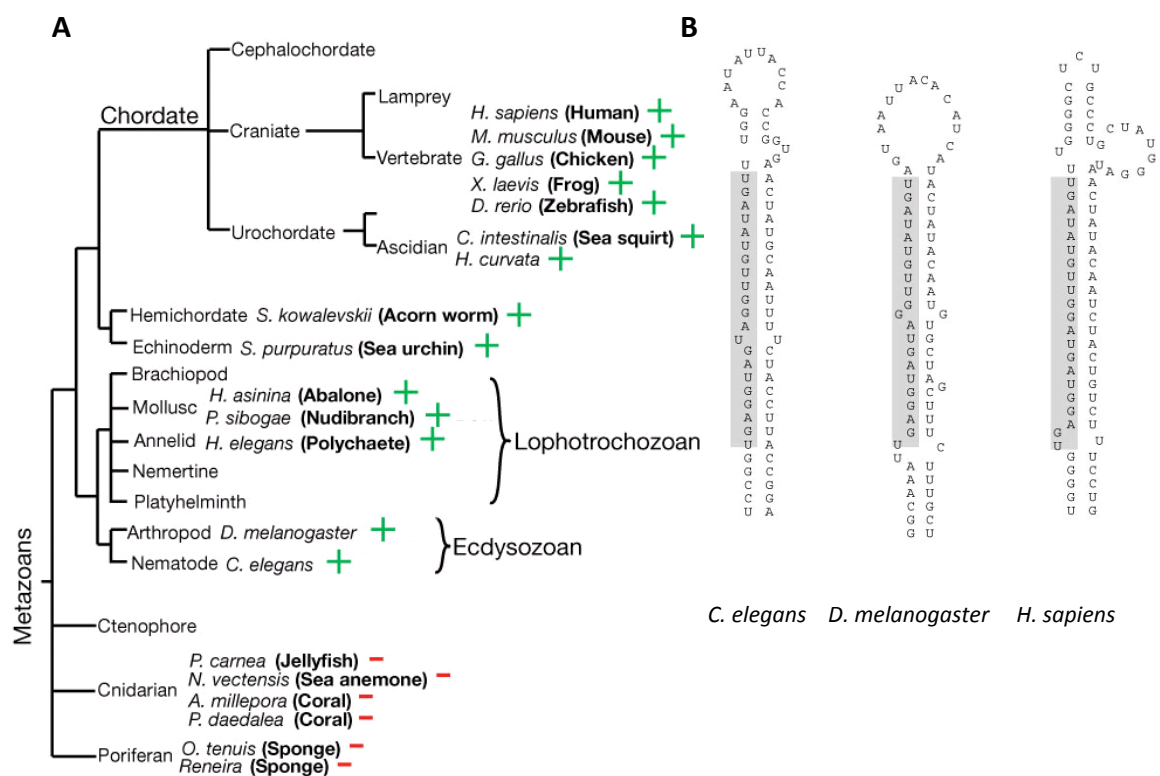 A
B
Metazoans
Chordate
Cephalochordate
Craniate
Lamprey
Vertebrate
H. sapiens (Human) +
M. musculus (Mouse) +
G. gallus (Chicken) +
X. laevis (Frog) +
D. rerio (Zebrafish) +
Urochordate
Ascidian
C. intestinalis (Sea squirt) +
H. curvata +
Hemichordate S. kowalevskii (Acorn worm) +
Echinoderm S. purpuratus (Sea urchin) +
Brachiopod
Mollusc
H. asinina (Abalone) +
P. sibogae (Nudibranch) +
Annelid H. elegans (Polychaete) +
Nemertine
Platyhelminth
Lophotrochozoan
Arthropod D. melanogaster +
Nematode C. elegans +
Ecdysozoan
Ctenophore
Cnidarian
P. carnea (Jellyfish) −
N. vectensis (Sea anemone) −
A. millepora (Coral) −
P. daedalea (Coral) −
Poriferan
O. tenuis (Sponge) −
Reneira (Sponge) −
UCCGGUGAGGUAGUAGGUUGUAUAGUUUGGAAUAUUACCACCGGUGAACUAUGCAAUUUUCUACCUUACCGGA
GGCAAAUUGAGGUAGUAGGUUGUAUAGUAGUAAUUACACAUCAUACUAUACAAUGUGCUAGCUUUCUUUGCU
UGGGGUGAGGUAGUAGGUUGUAUAGUUUGGGGCUCUGCCCUGCUAUGGGAUAACUAUACAAUCUACUGUCUUUCCUG
C. elegans
D. melanogaster
H. sapiens